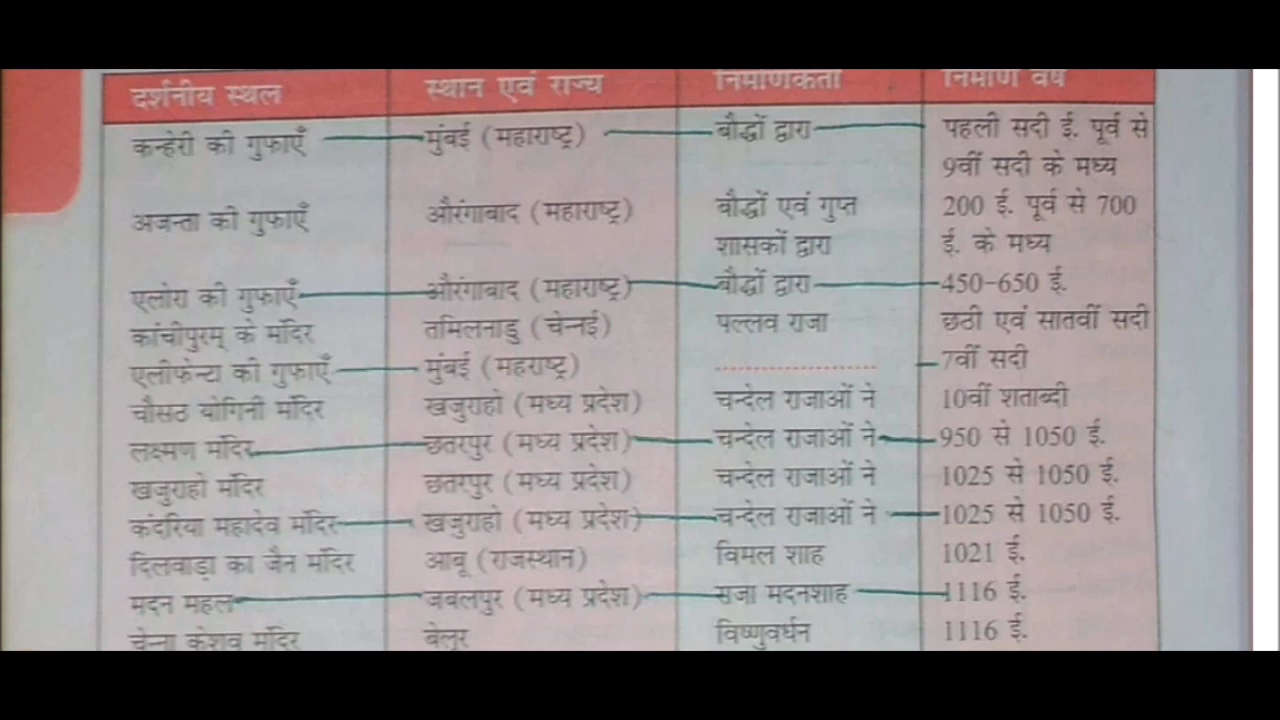 दर्शनीय स्थल स्थान एवं राज्य निर्माणकर्ता निर्माण वर्ष
कन्हेरी की गुफाएँ मुंबई (महाराष्ट्र) बौद्धों द्वारा पहली सदी ई. पूर्व से
9वीं सदी के मध्य
अजन्ता की गुफाएँ औरंगाबाद (महाराष्ट्र) बौद्धों एवं गुप्त 200 ई. पूर्व से 700
शासकों द्वारा ई. के मध्य
एलोरा की गुफाएँ औरंगाबाद (महाराष्ट्र) बौद्धों द्वारा 450-650 ई.
कांचीपुरम् के मंदिर तमिलनाडु (चेन्नई) पल्लव राजा छठी एवं सातवीं सदी
एलीफेन्टा की गुफाएँ मुंबई (महराष्ट्र) .................... 7वीं सदी
चौसठ योगिनी मंदिर खजुराहो (मध्य प्रदेश) चन्देल राजाओं ने 10वीं शताब्दी
लक्ष्मण मंदिर छतरपुर (मध्य प्रदेश) चन्देल राजाओं ने 950 से 1050 ई.
खजुराहो मंदिर छतरपुर (मध्य प्रदेश) चन्देल राजाओं ने 1025 से 1050 ई.
कंदरिया महादेव मंदिर खजुराहो (मध्य प्रदेश) चन्देल राजाओं ने 1025 से 1050 ई.
दिलवाड़ा का जैन मंदिर आबू (राजस्थान) विमल शाह 1021 ई.
मदन महल जबलपुर (मध्य प्रदेश) राजा मदनशाह 1116 ई.
चेन्ना केशव मंदिर बेलूर विष्णुवर्धन 1116 ई.